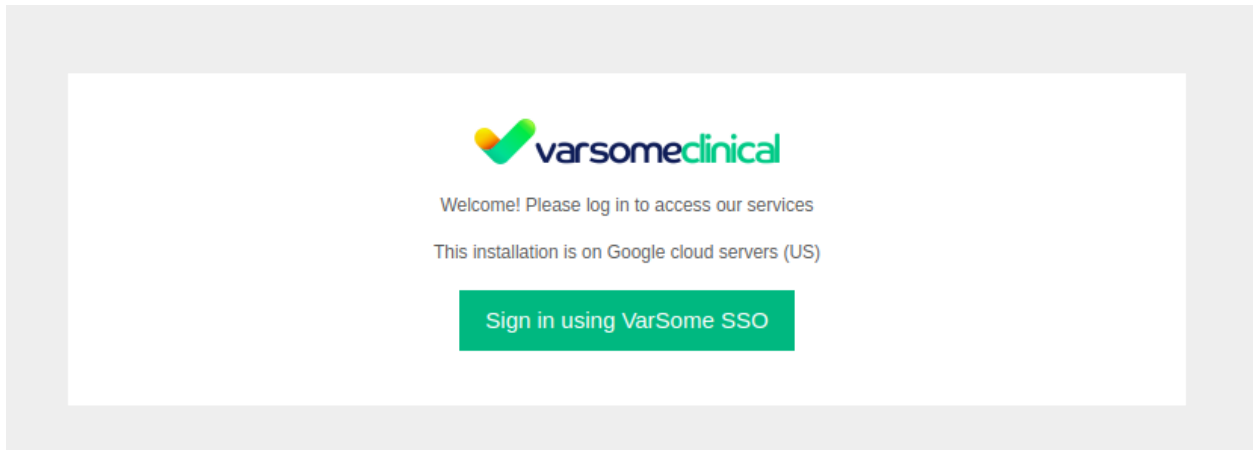 varsomeclinical
Welcome! Please log in to access our services
This installation is on Google cloud servers (US)
Sign in using VarSome SSO